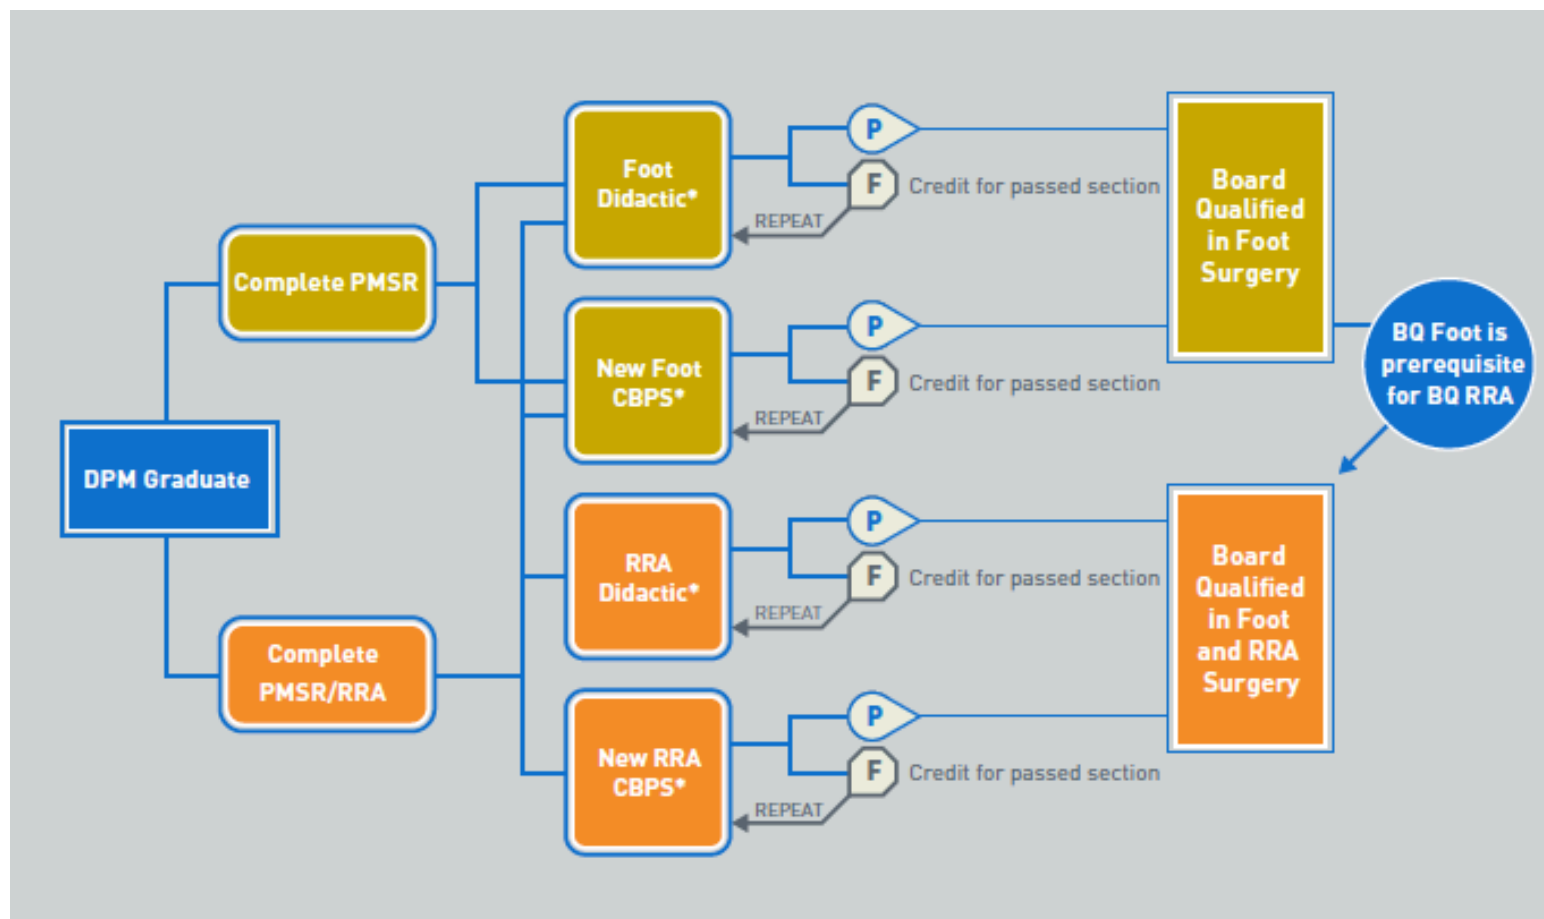 DPM Graduate
Complete PMSR
Complete
PMSR/RRA
Foot
Didactic*
P
F
Credit for passed section
REPEAT
New Foot
CBPS*
P
F
Credit for passed section
REPEAT
RRA
Didactic*
P
F
Credit for passed section
REPEAT
New RRA
CBPS*
P
F
Credit for passed section
REPEAT
Board
Qualified
in Foot
Surgery
BQ Foot is
prerequisite
for BQ RRA
Board
Qualified
in Foot
and RRA
Surgery